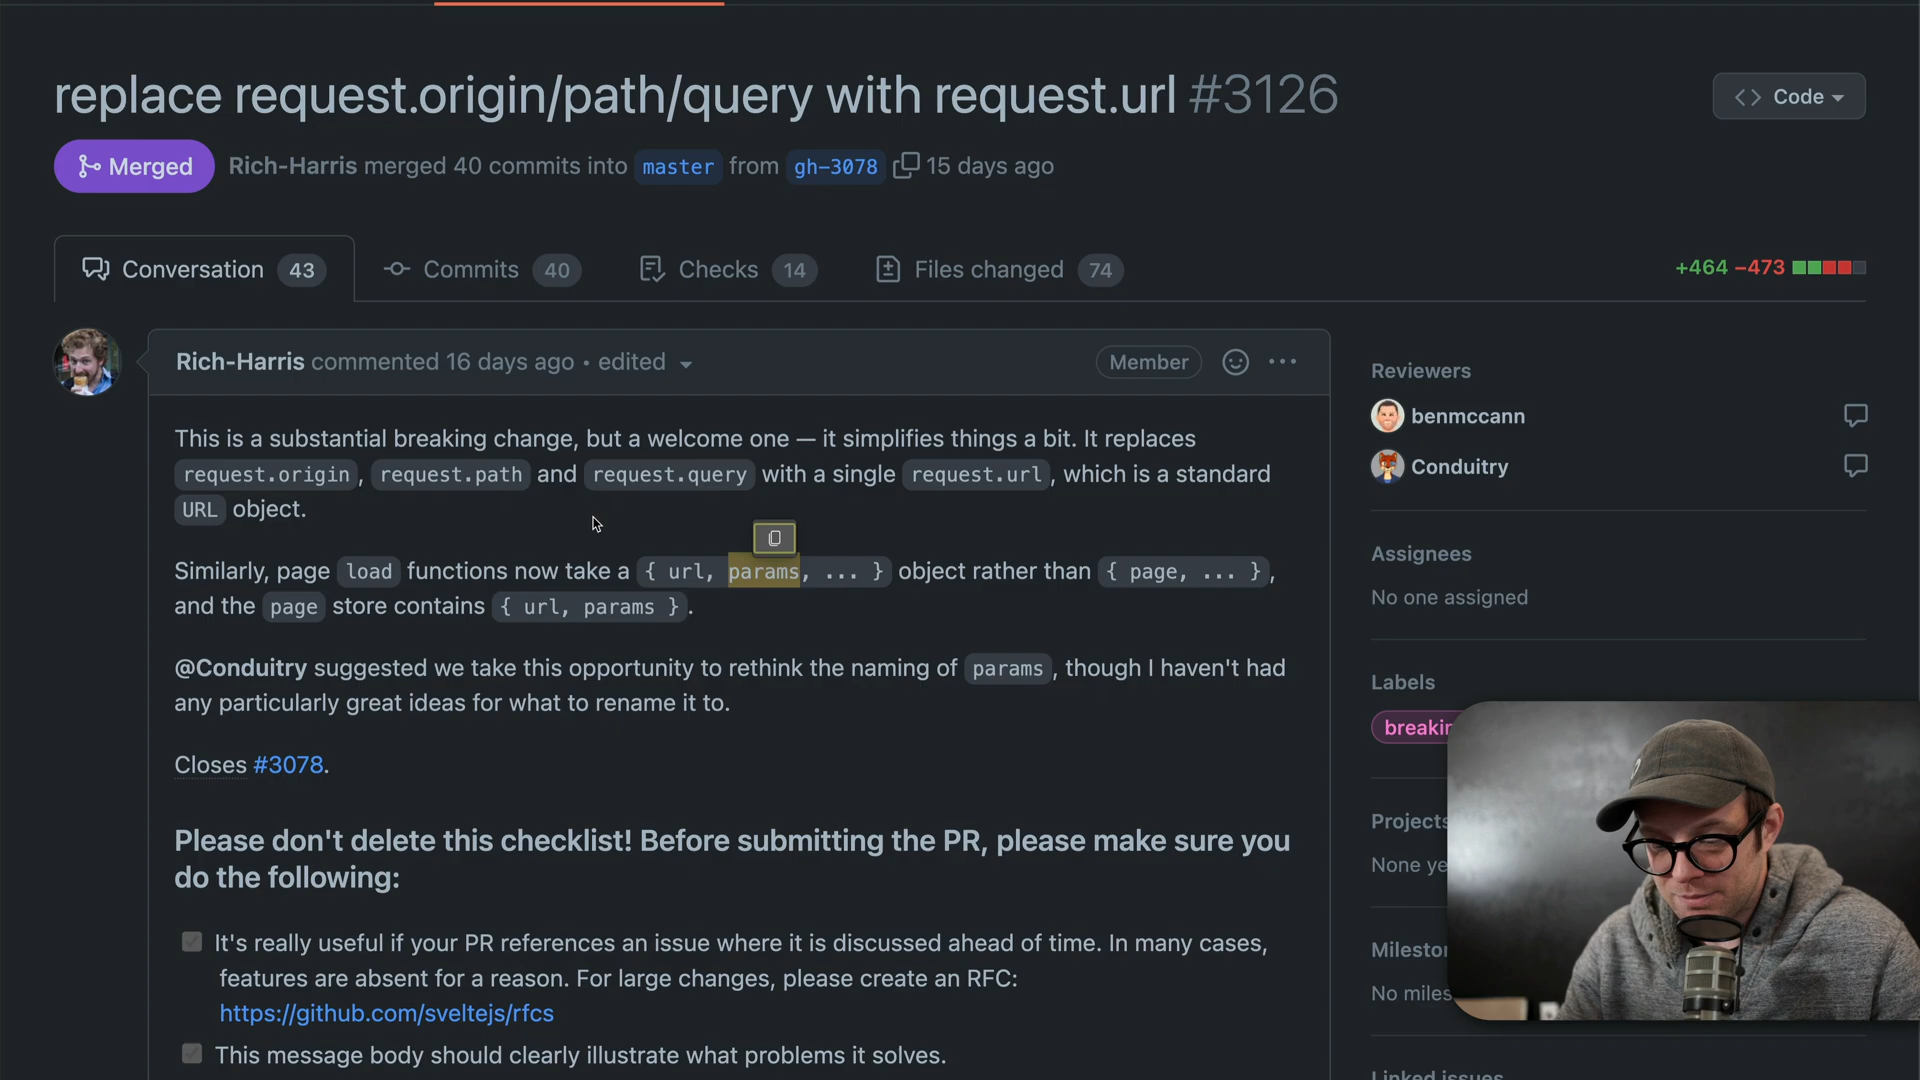 replace request.origin/path/query with request.url #3126
Code
Merged
Rich-Harris merged 40 commits into master from gh-3078 15 days ago
Conversation 43
Commits 40
Checks 14
Files changed 74
+464 −473
Rich-Harris commented 16 days ago • edited
Member
This is a substantial breaking change, but a welcome one — it simplifies things a bit. It replaces
request.origin , request.path and request.query with a single request.url , which is a standard
URL object.
Similarly, page load functions now take a { url, params, ... } object rather than { page, ... } ,
and the page store contains { url, params } .
@Conduitry suggested we take this opportunity to rethink the naming of params , though I haven't had
any particularly great ideas for what to rename it to.
Closes #3078.
Please don't delete this checklist! Before submitting the PR, please make sure you
do the following:
It's really useful if your PR references an issue where it is discussed ahead of time. In many cases,
features are absent for a reason. For large changes, please create an RFC:
https://github.com/sveltejs/rfcs
This message body should clearly illustrate what problems it solves.
Reviewers
benmccann
Conduitry
Assignees
No one assigned
Labels
breakin
Projects
None ye
Milesto
No miles
Linked issues